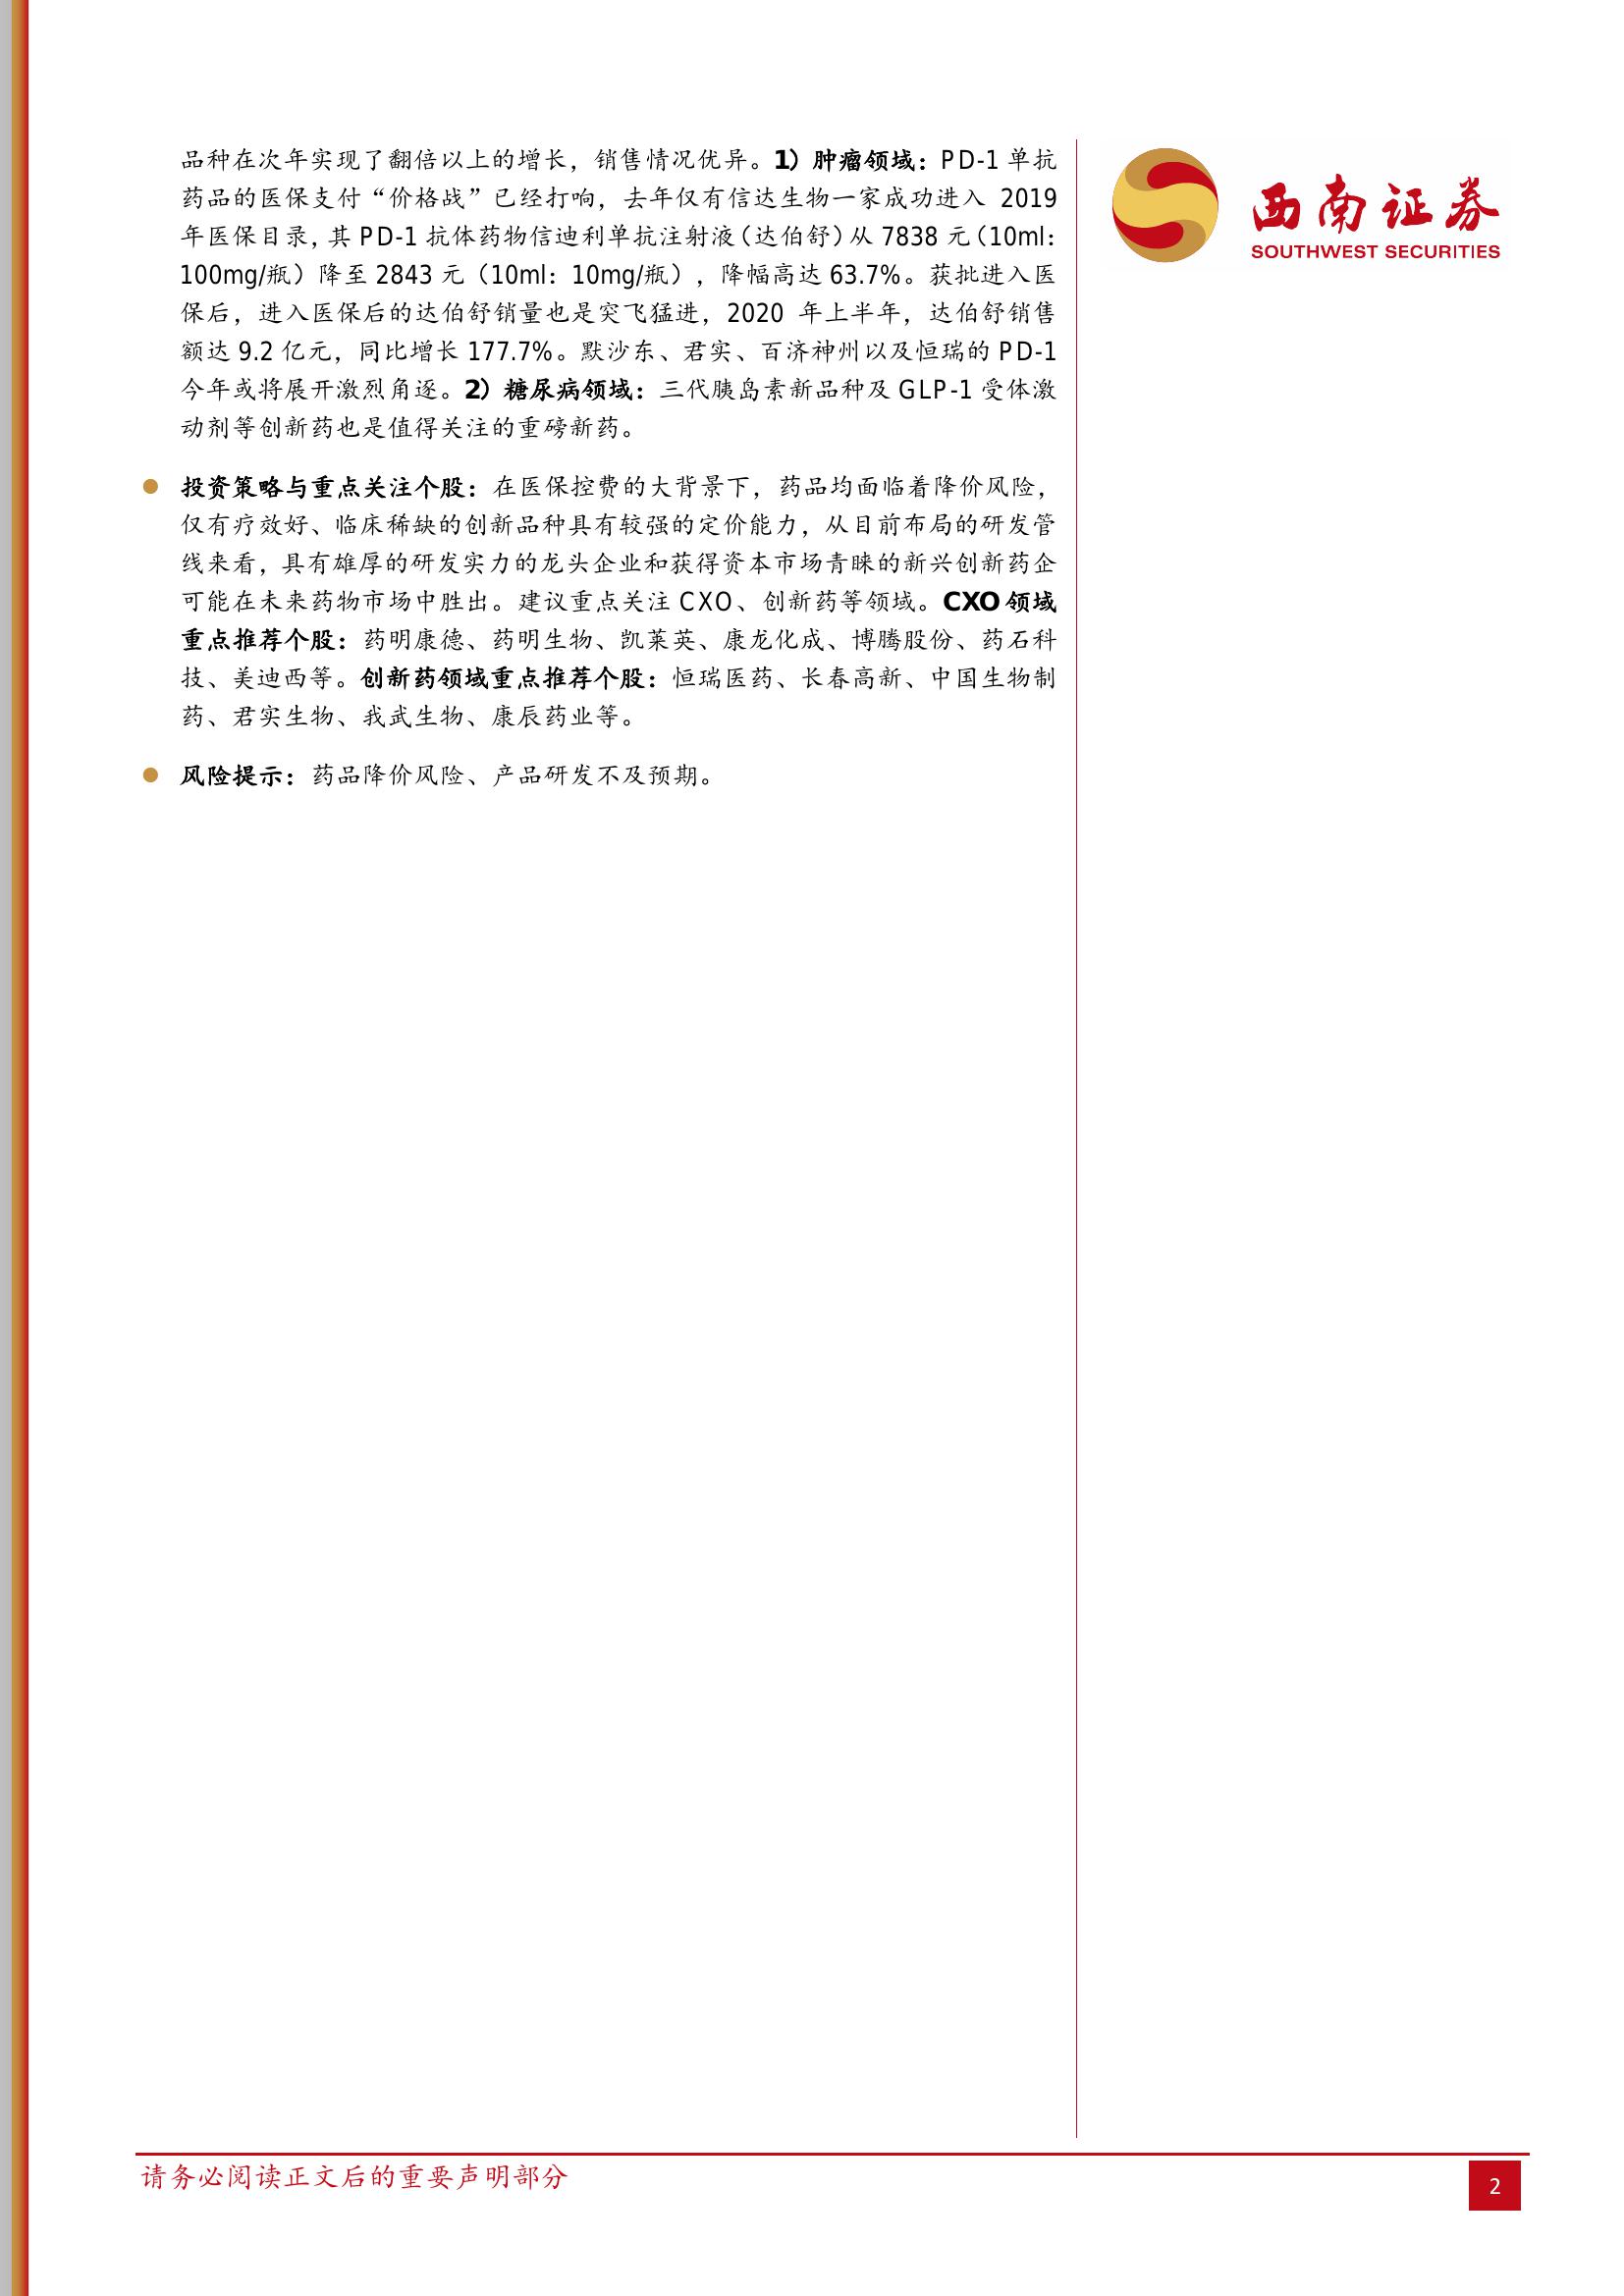 品种在次年实现了翻倍以上的增长，销售情况优异。1）肿瘤领域：PD-1 单抗
药品的医保支付“价格战”已经打响，去年仅有信达生物一家成功进入 2019
年医保目录，其 PD-1 抗体药物信迪利单抗注射液（达伯舒）从 7838 元（10ml：
100mg/瓶）降至 2843 元（10ml：10mg/瓶），降幅高达 63.7%。获批进入医
保后，进入医保后的达伯舒销量也是突飞猛进，2020 年上半年，达伯舒销售
额达 9.2 亿元，同比增长 177.7%。默沙东、君实、百济神州以及恒瑞的 PD-1
今年或将展开激烈角逐。2）糖尿病领域：三代胰岛素新品种及 GLP-1 受体激
动剂等创新药也是值得关注的重磅新药。
投资策略与重点关注个股：在医保控费的大背景下，药品均面临着降价风险，
仅有疗效好、临床稀缺的创新品种具有较强的定价能力，从目前布局的研发管
线来看，具有雄厚的研发实力的龙头企业和获得资本市场青睐的新兴创新药企
可能在未来药物市场中胜出。建议重点关注 CXO、创新药等领域。CXO 领域
重点推荐个股：药明康德、药明生物、凯莱英、康龙化成、博腾股份、药石科
技、美迪西等。创新药领域重点推荐个股：恒瑞医药、长春高新、中国生物制
药、君实生物、我武生物、康辰药业等。
风险提示：药品降价风险、产品研发不及预期。
西南证券
SOUTHWEST SECURITIES
请务必阅读正文后的重要声明部分
2